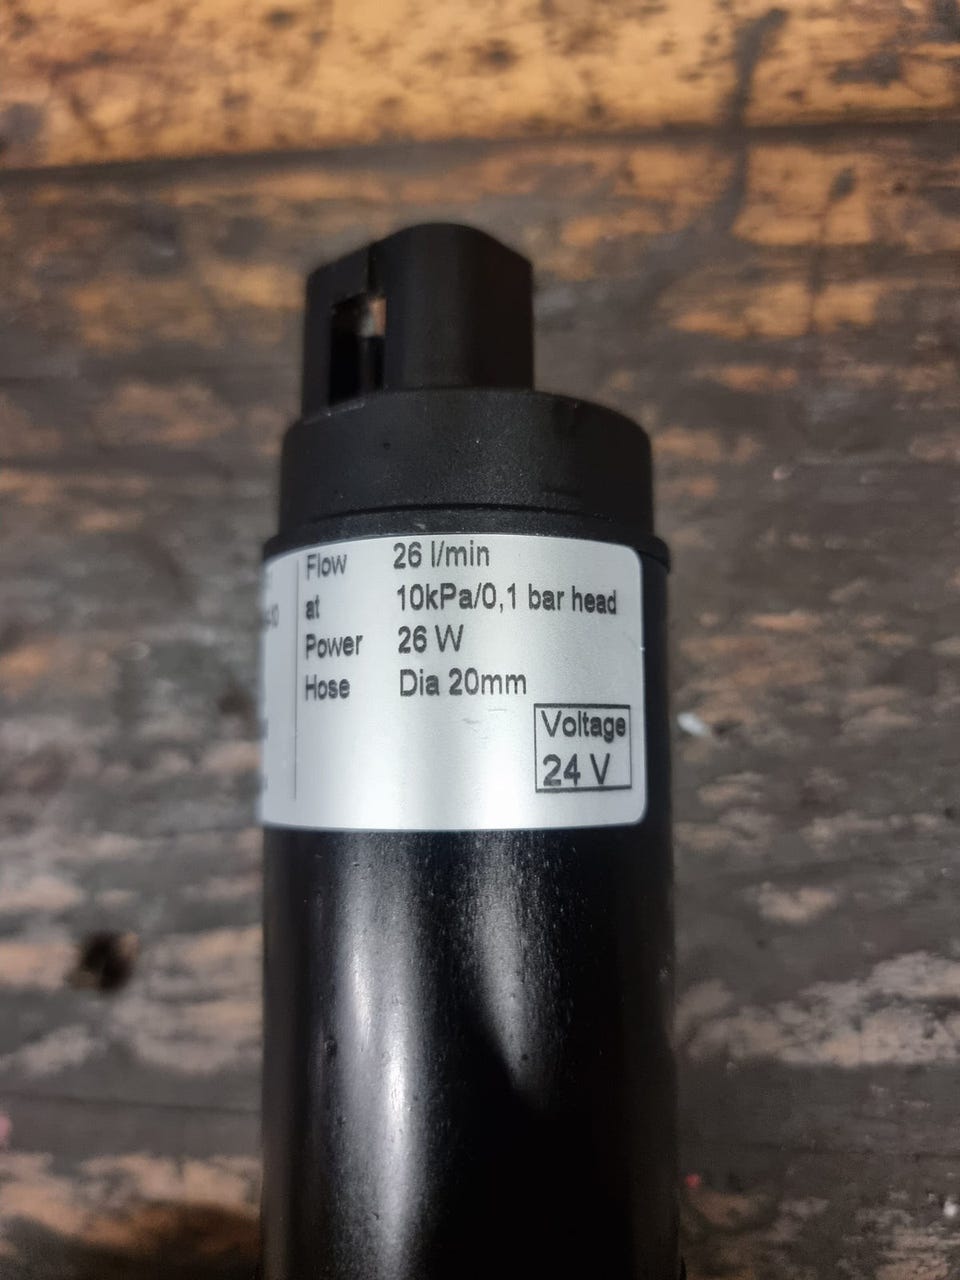 Flow 26 l/min
at 10kPa/0,1 bar head
Power 26 W
Hose Dia 20mm
Voltage
24 V